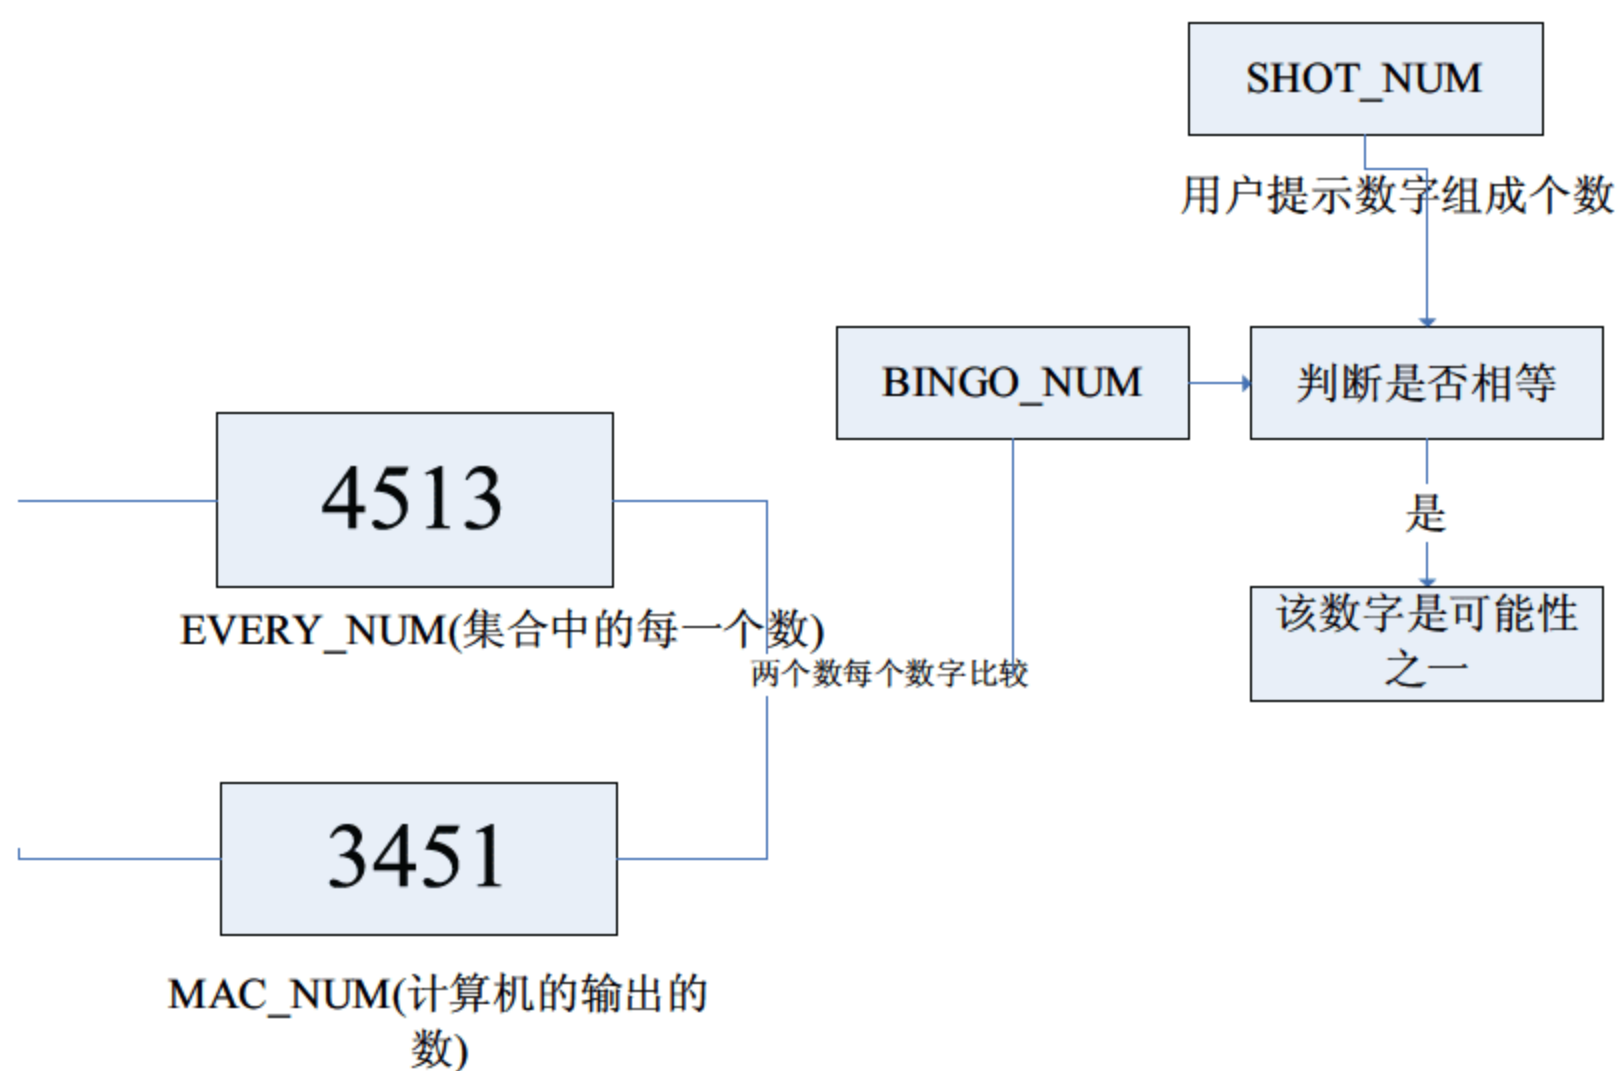 SHOT_NUM
用户提示数字组成个数
BINGO_NUM
判断是否相等
4513
是
EVERY_NUM(集合中的每一个数)
两个数每个数字比较
该数字是可能性
之一
3451
MAC_NUM(计算机的输出的
数)